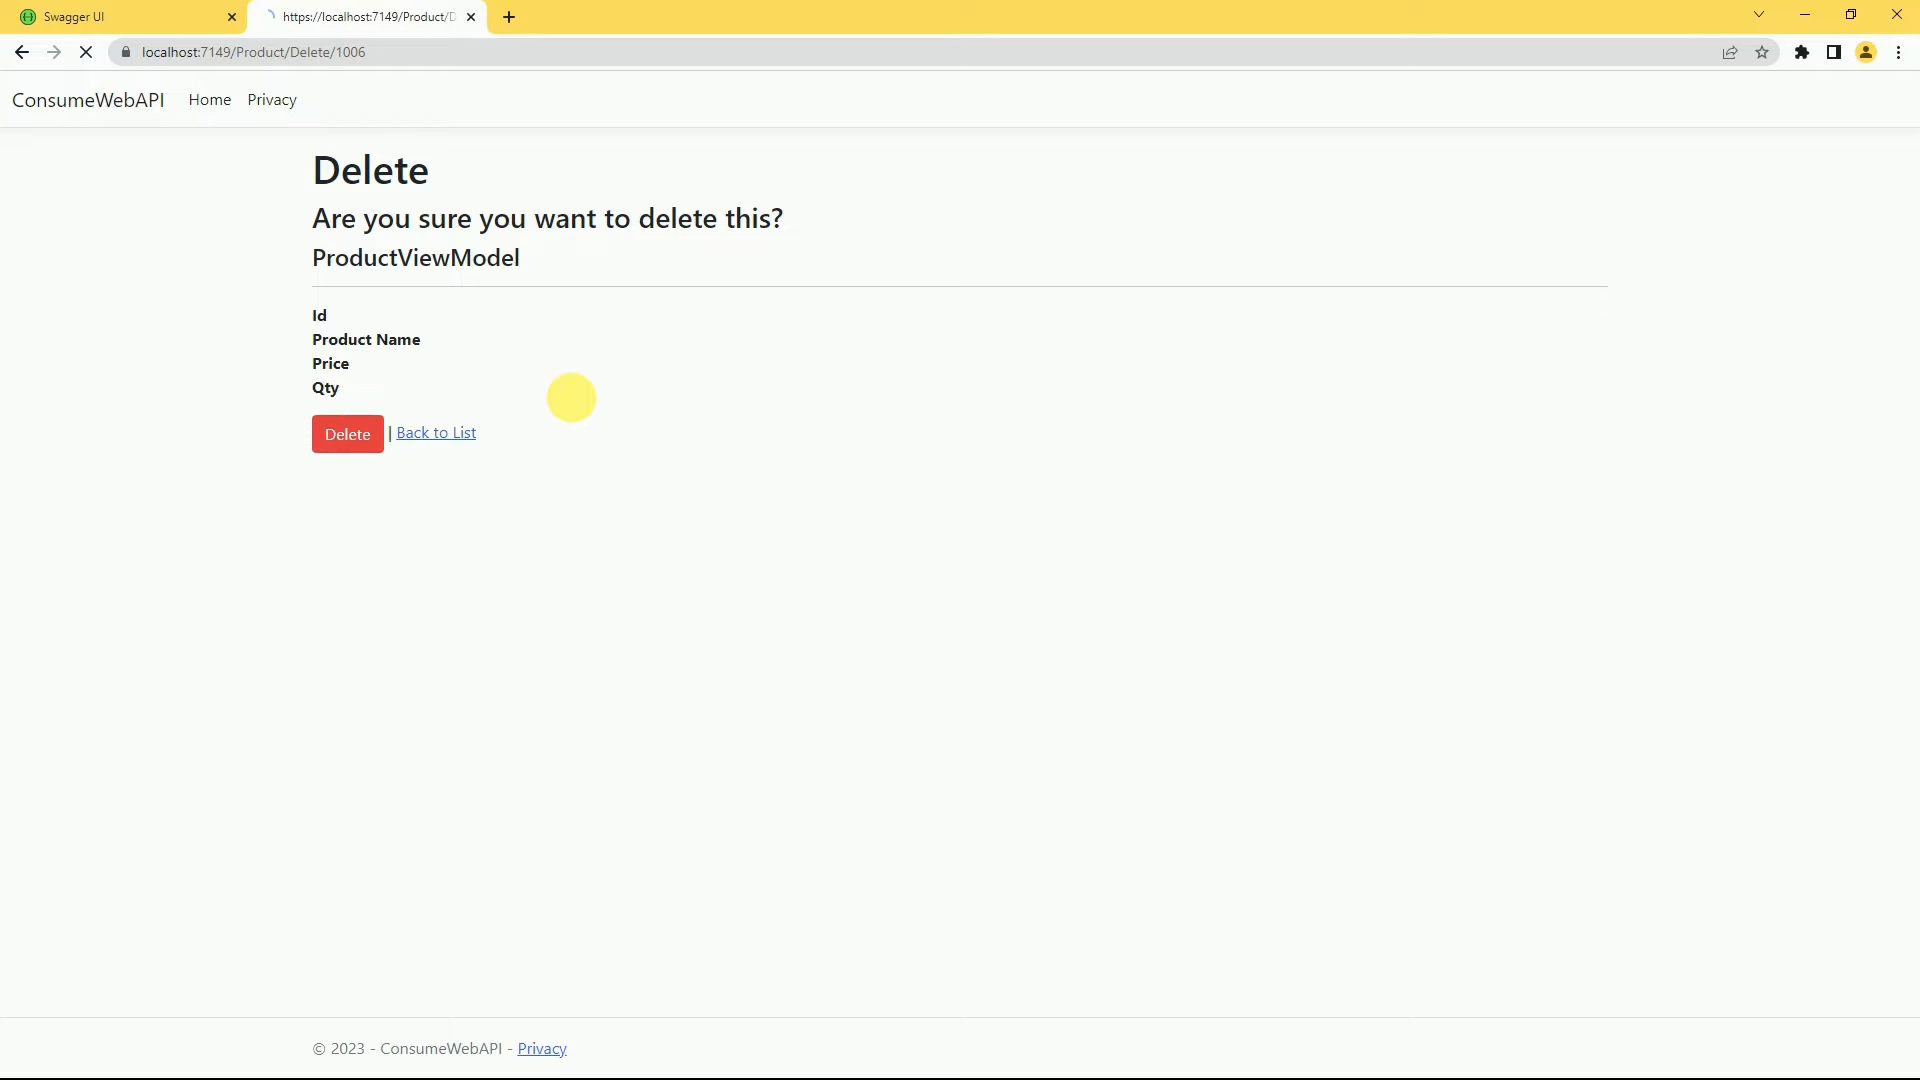 Swagger UI
https://localhost:7149/Product/D
localhost:7149/Product/Delete/1006
ConsumeWebAPI Home Privacy
Delete
Are you sure you want to delete this?
ProductViewModel
Id
Product Name
Price
Qty
Delete | Back to List
© 2023 - ConsumeWebAPI - Privacy